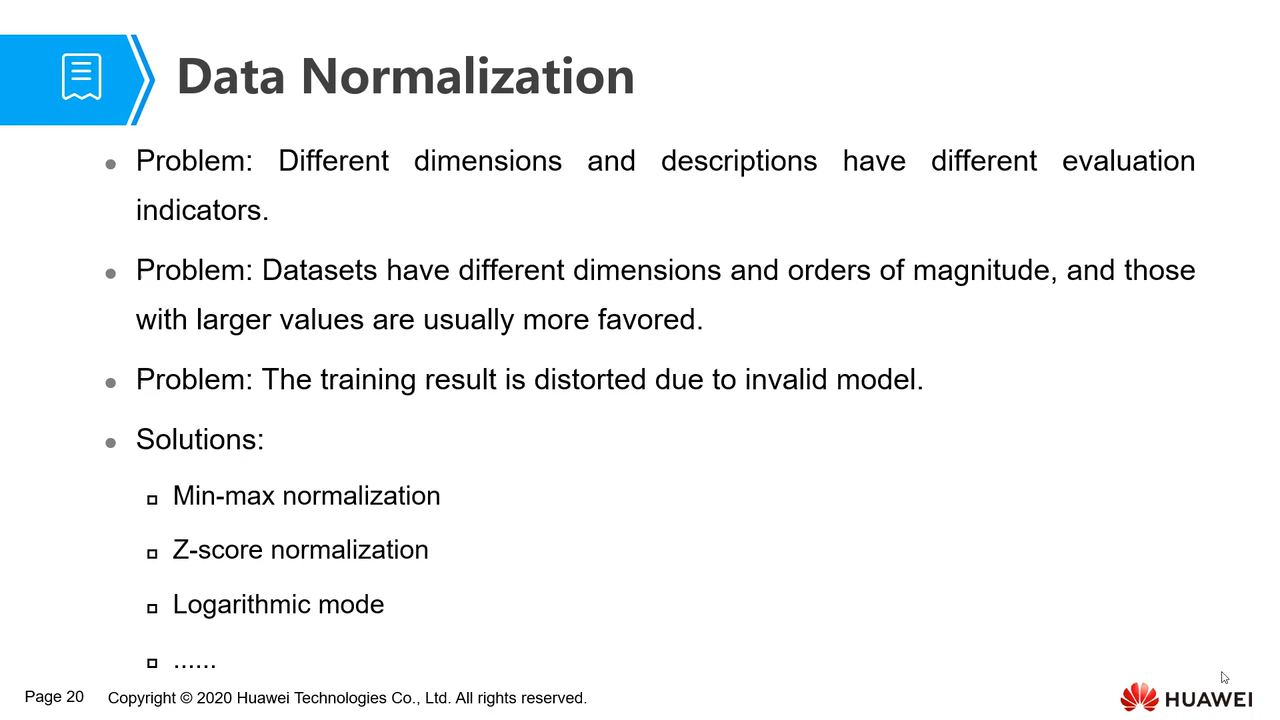 Data Normalization
Problem: Different dimensions and descriptions have different evaluation
indicators.
Problem: Datasets have different dimensions and orders of magnitude, and those
with larger values are usually more favored.
Problem: The training result is distorted due to invalid model.
Solutions:
Min-max normalization
Z-score normalization
Logarithmic mode
......
Page 20 Copyright © 2020 Huawei Technologies Co., Ltd. All rights reserved.
HUAWEI